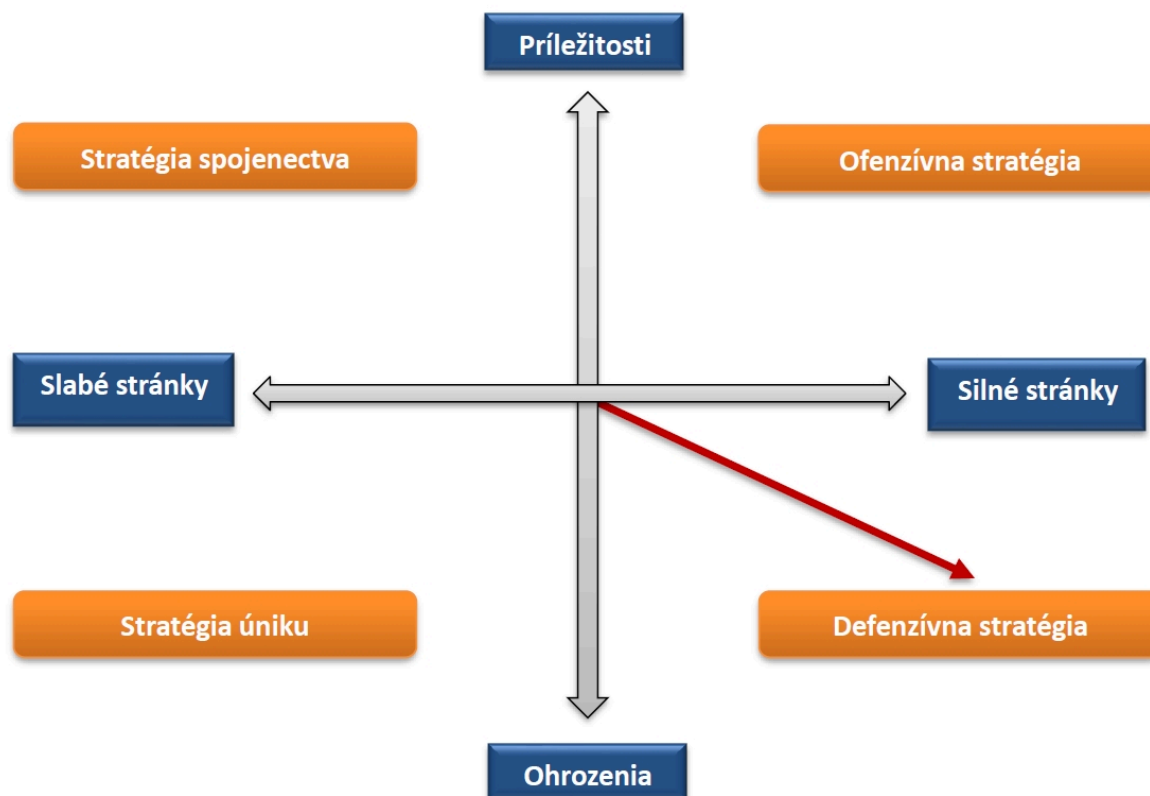 Príležitosti
Stratégia spojenectva
Ofenzívna stratégia
Slabé stránky
Silné stránky
Stratégia úniku
Defenzívna stratégia
Ohrozenia